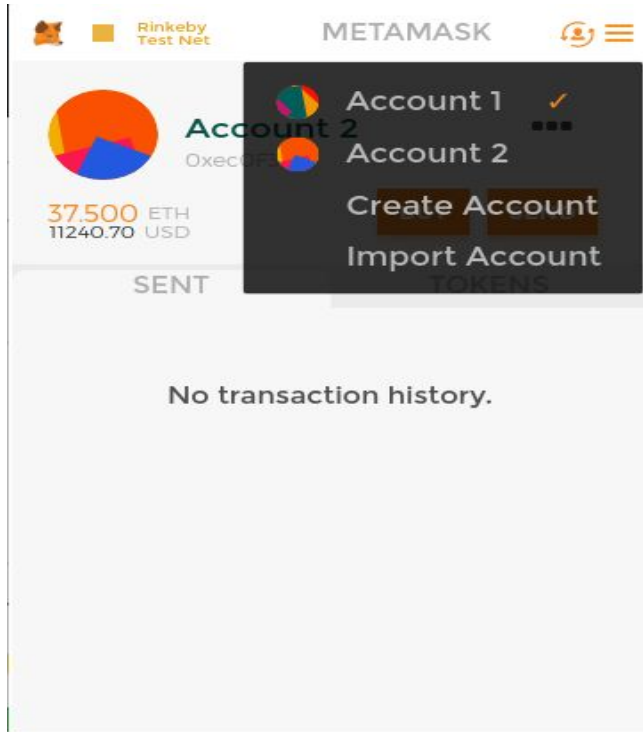 Rinkeby
Test Net
METAMASK
Account 1 ✓
Account 2
0xec0F
Account 2
37.500 ETH
11240.70 USD
Create Account
Import Account
SENT
TOKENS
No transaction history.